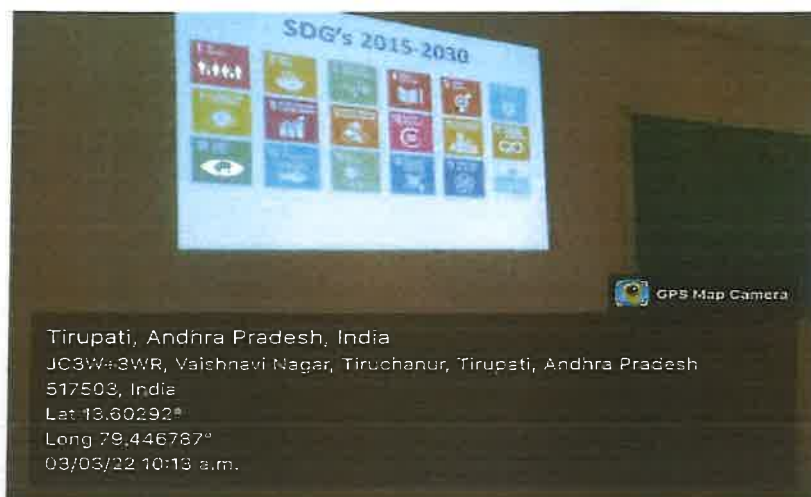 SDG's 2015-2030
GPS Map Camera
Tirupati, Andhra Pradesh, India
JC3W+3WR, Vaishnavi Nagar, Tiruchanur, Tirupati, Andhra Pradesh
517503, India
Lat 13.60292°
Long 79.446787°
03/03/22 10:13 a.m.